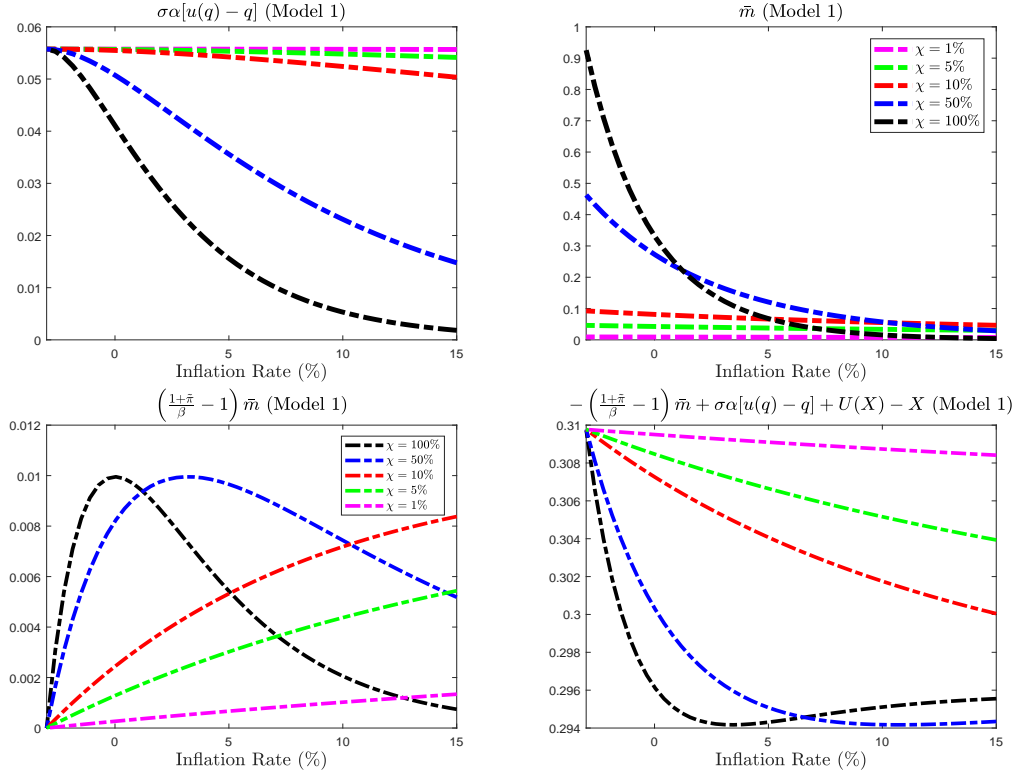 σα[u(q) − q] (Model 1)
0.06
0.05
0.04
0.03
0.02
0.01
0
0 5 10 15
Inflation Rate (%)
m̄ (Model 1)
1
0.9
0.8
0.7
0.6
0.5
0.4
0.3
0.2
0.1
0
χ = 1%
χ = 5%
χ = 10%
χ = 50%
χ = 100%
0 5 10 15
Inflation Rate (%)
((1+π̃)/β − 1) m̄ (Model 1)
0.012
0.01
0.008
0.006
0.004
0.002
0
χ = 100%
χ = 50%
χ = 10%
χ = 5%
χ = 1%
0 5 10 15
Inflation Rate (%)
−((1+π̃)/β − 1) m̄ + σα[u(q) − q] + U(X) − X (Model 1)
0.31
0.308
0.306
0.304
0.302
0.3
0.298
0.296
0.294
0 5 10 15
Inflation Rate (%)